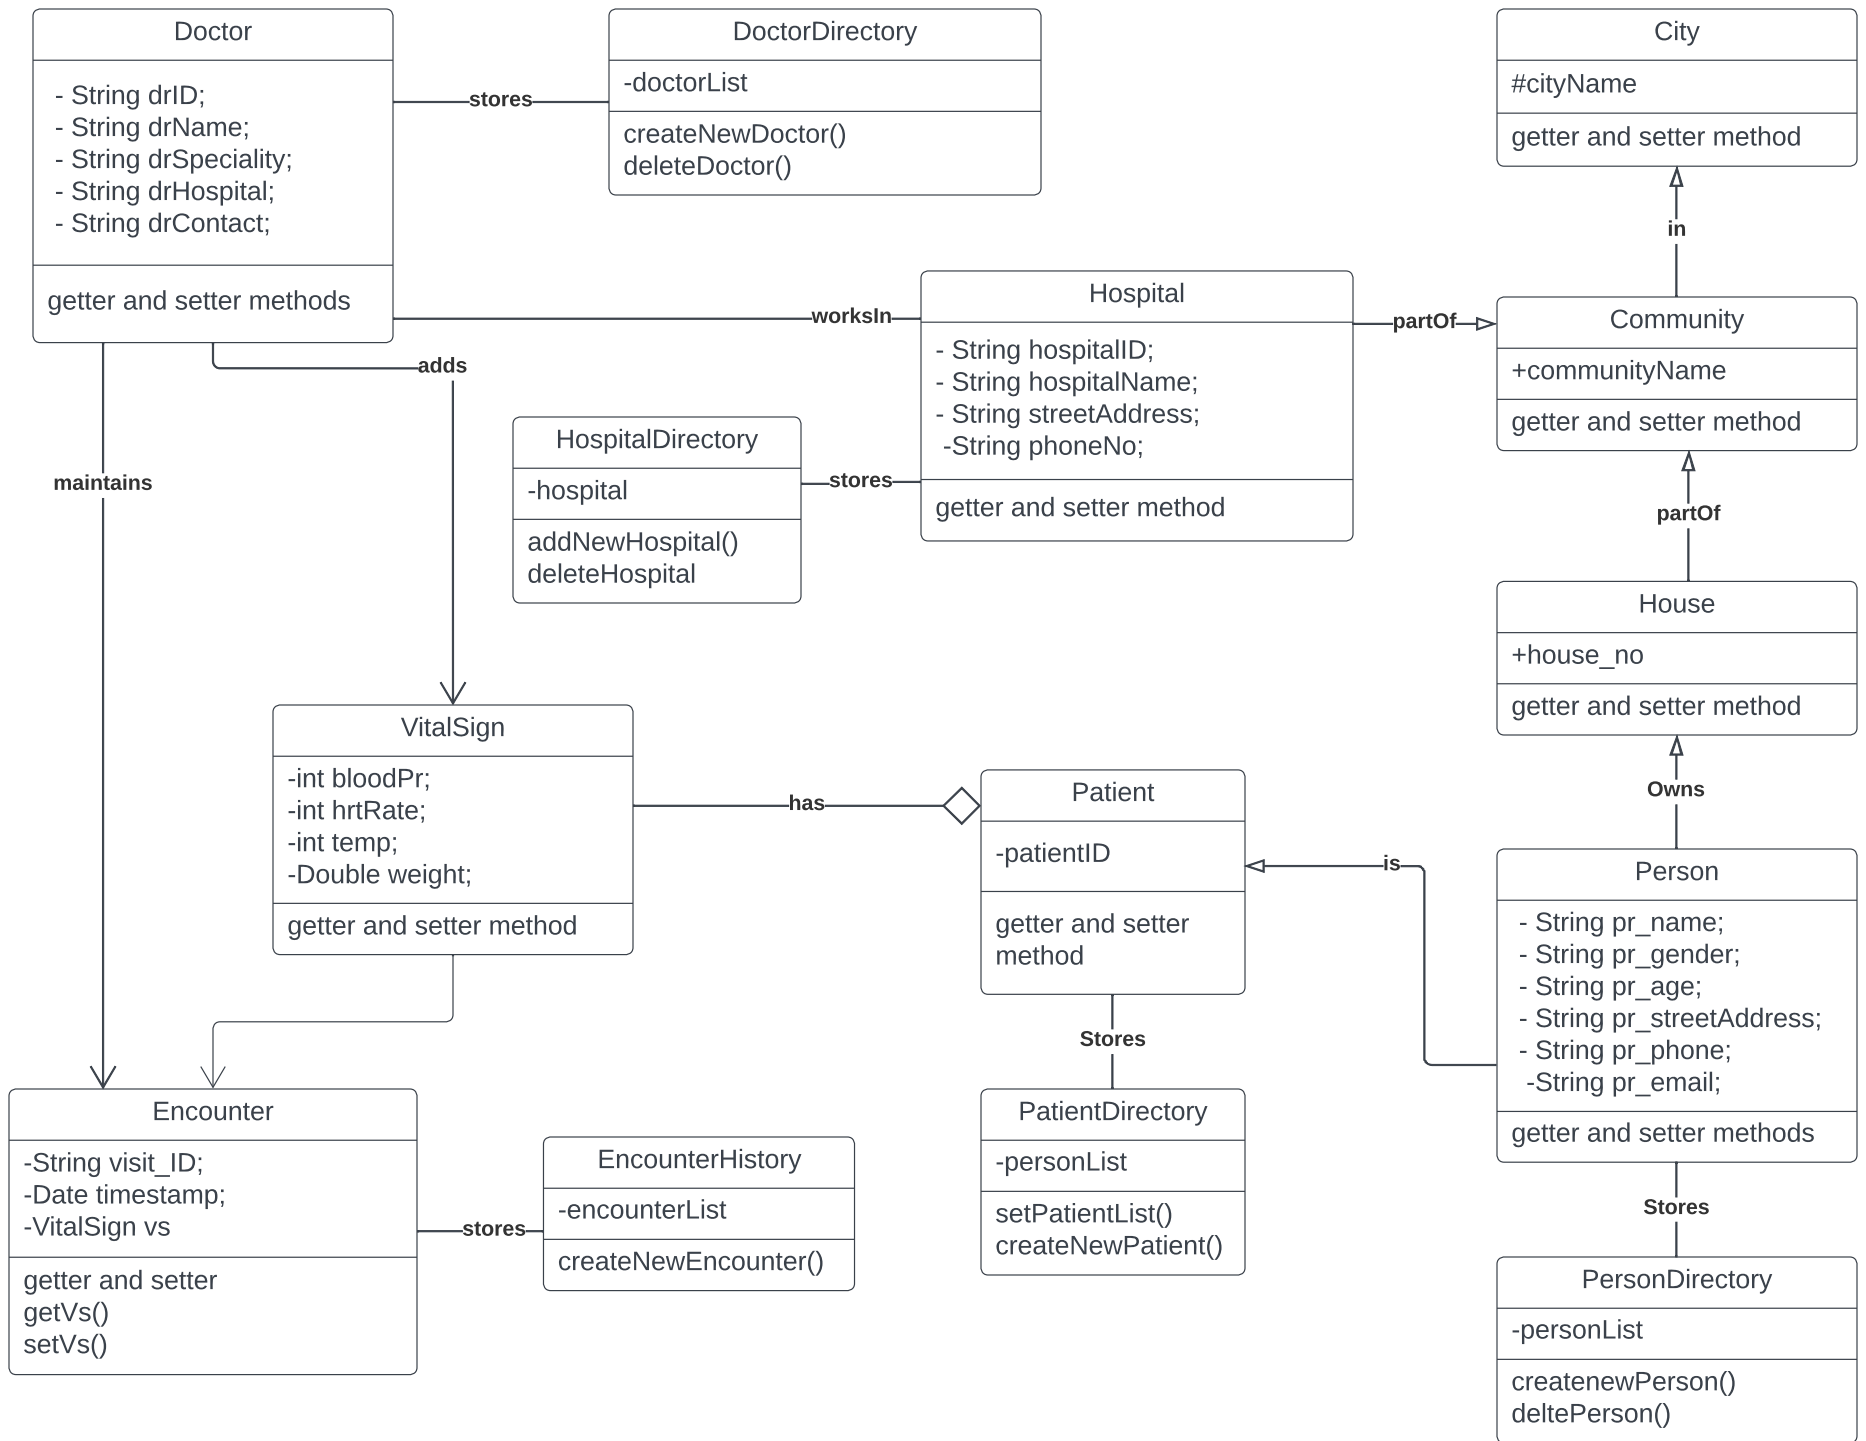 Doctor
- String drID;
- String drName;
- String drSpeciality;
- String drHospital;
- String drContact;
getter and setter methods
stores
DoctorDirectory
-doctorList
createNewDoctor()
deleteDoctor()
City
#cityName
getter and setter method
in
worksIn
Hospital
- String hospitalID;
- String hospitalName;
- String streetAddress;
-String phoneNo;
getter and setter method
partOf
Community
+communityName
getter and setter method
adds
maintains
HospitalDirectory
-hospital
addNewHospital()
deleteHospital
stores
partOf
House
+house_no
getter and setter method
Owns
VitalSign
-int bloodPr;
-int hrtRate;
-int temp;
-Double weight;
getter and setter method
has
Patient
-patientID
getter and setter
method
is
Person
- String pr_name;
- String pr_gender;
- String pr_age;
- String pr_streetAddress;
- String pr_phone;
-String pr_email;
getter and setter methods
Stores
Encounter
-String visit_ID;
-Date timestamp;
-VitalSign vs
getter and setter
getVs()
setVs()
stores
EncounterHistory
-encounterList
createNewEncounter()
PatientDirectory
-personList
setPatientList()
createNewPatient()
Stores
PersonDirectory
-personList
createnewPerson()
deltePerson()